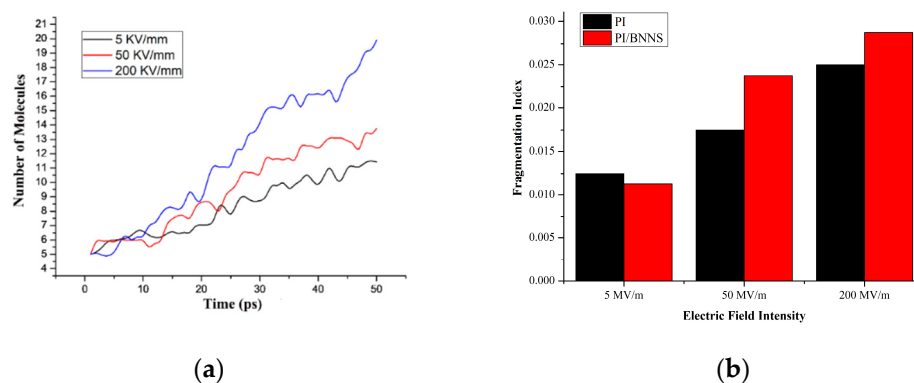 21
20
19
18
17
16
15
14
13
12
11
10
9
8
7
6
5
4
Number of Molecules
5 KV/mm
50 KV/mm
200 KV/mm
0 10 20 30 40 50
Time (ps)
(a)
0.030
0.025
0.020
0.015
0.010
0.005
0.000
Fragmentation Index
PI
PI/BNNS
5 MV/m 50 MV/m 200 MV/m
Electric Field Intensity
(b)